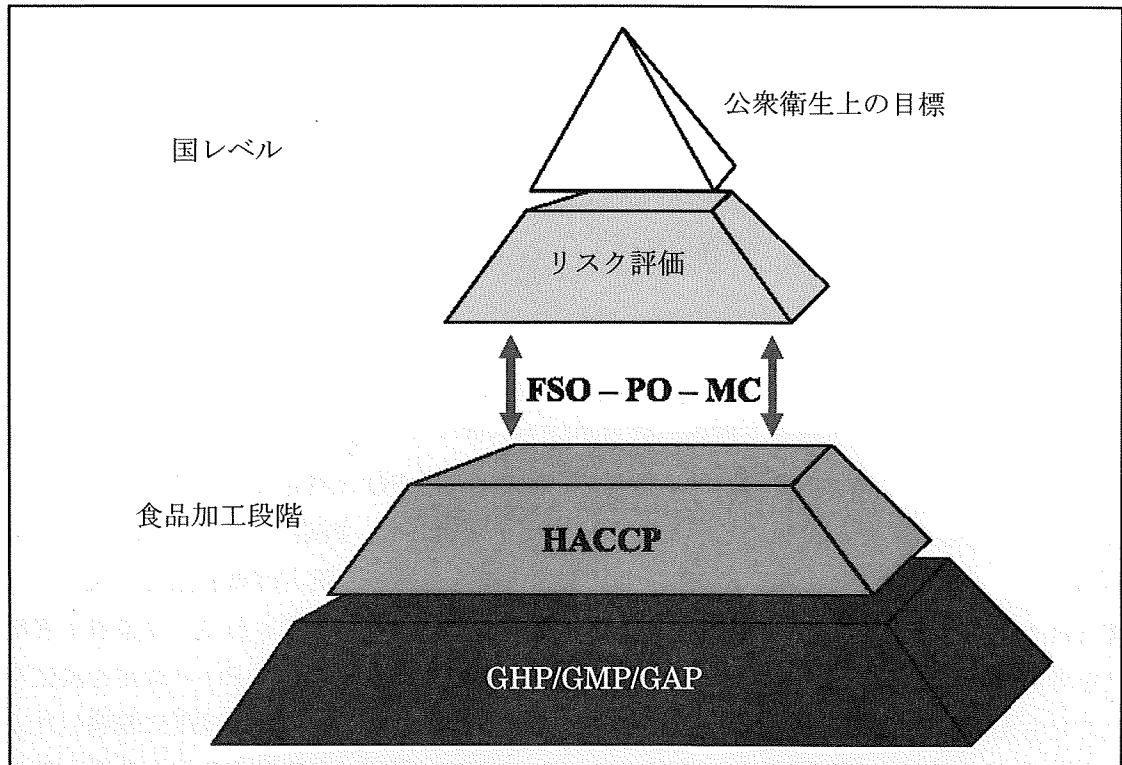 公衆衛生上の目標
国レベル
リスク評価
FSO – PO – MC
食品加工段階
HACCP
GHP/GMP/GAP